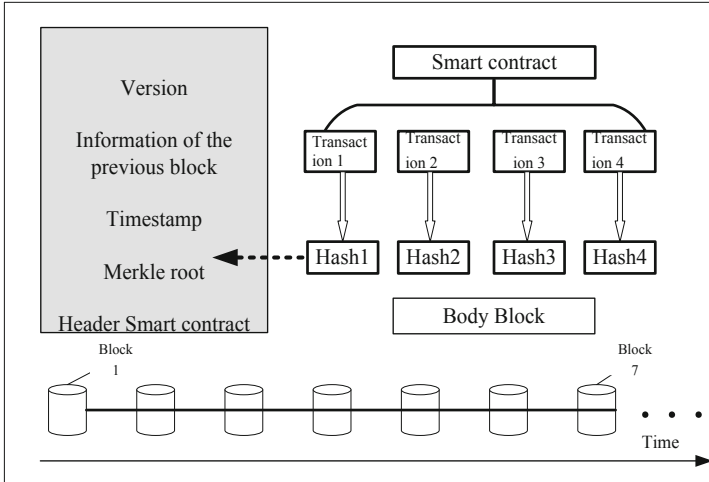 Version
Information of the
previous block
Timestamp
Merkle root
Header Smart contract
Smart contract
Transact
ion 1
Transact
ion 2
Transact
ion 3
Transact
ion 4
Hash1
Hash2
Hash3
Hash4
Body Block
Block
1
Block
7
Time